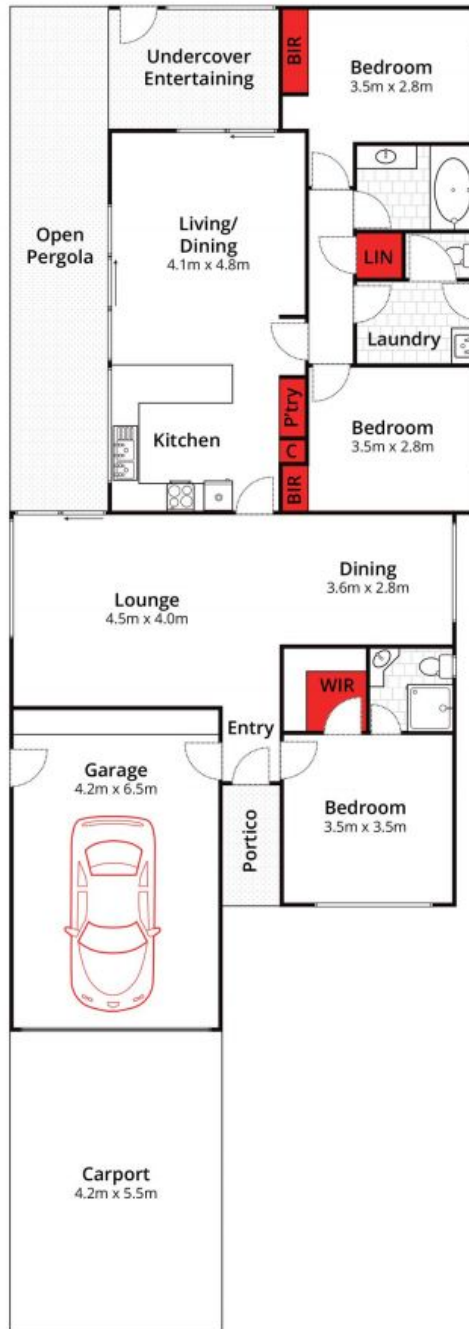 Undercover
Entertaining
BIR
Bedroom
3.5m x 2.8m
Open
Pergola
Living/
Dining
4.1m x 4.8m
LIN
Laundry
Kitchen
P'try
C
BIR
Bedroom
3.5m x 2.8m
Lounge
4.5m x 4.0m
Dining
3.6m x 2.8m
WIR
Entry
Garage
4.2m x 6.5m
Portico
Bedroom
3.5m x 3.5m
Carport
4.2m x 5.5m